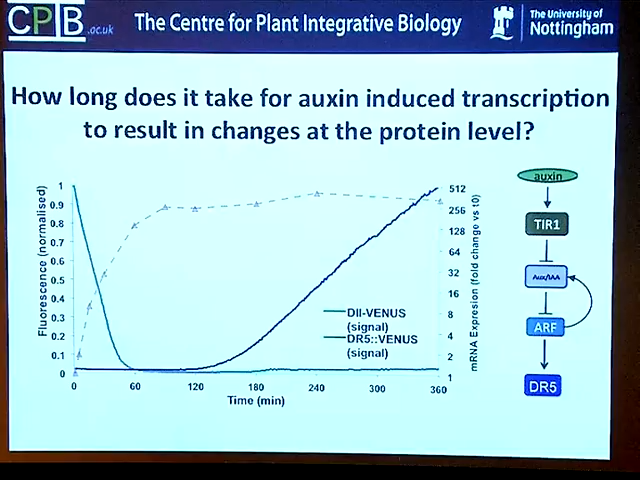 CPIB.ac.uk
The Centre for Plant Integrative Biology
The University of
Nottingham
How long does it take for auxin induced transcription
to result in changes at the protein level?
Fluorescence (normalised)
1
0.9
0.8
0.7
0.6
0.5
0.4
0.3
0.2
0.1
0
0
60
120
180
240
300
360
Time (min)
512
256
128
64
32
16
8
4
2
1
mRNA Expresion (fold change vs t0)
DII-VENUS
(signal)
DR5::VENUS
(signal)
auxin
TIR1
Aux/IAA
ARF
DR5